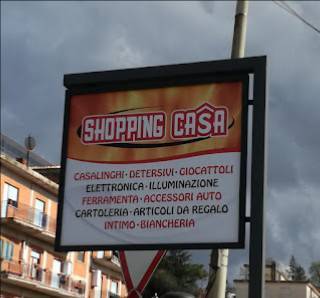 SHOPPING CASA
CASALINGHI · DETERSIVI · GIOCATTOLI
ELETTRONICA · ILLUMINAZIONE
FERRAMENTA · ACCESSORI AUTO
CARTOLERIA · ARTICOLI DA REGALO
INTIMO · BIANCHERIA